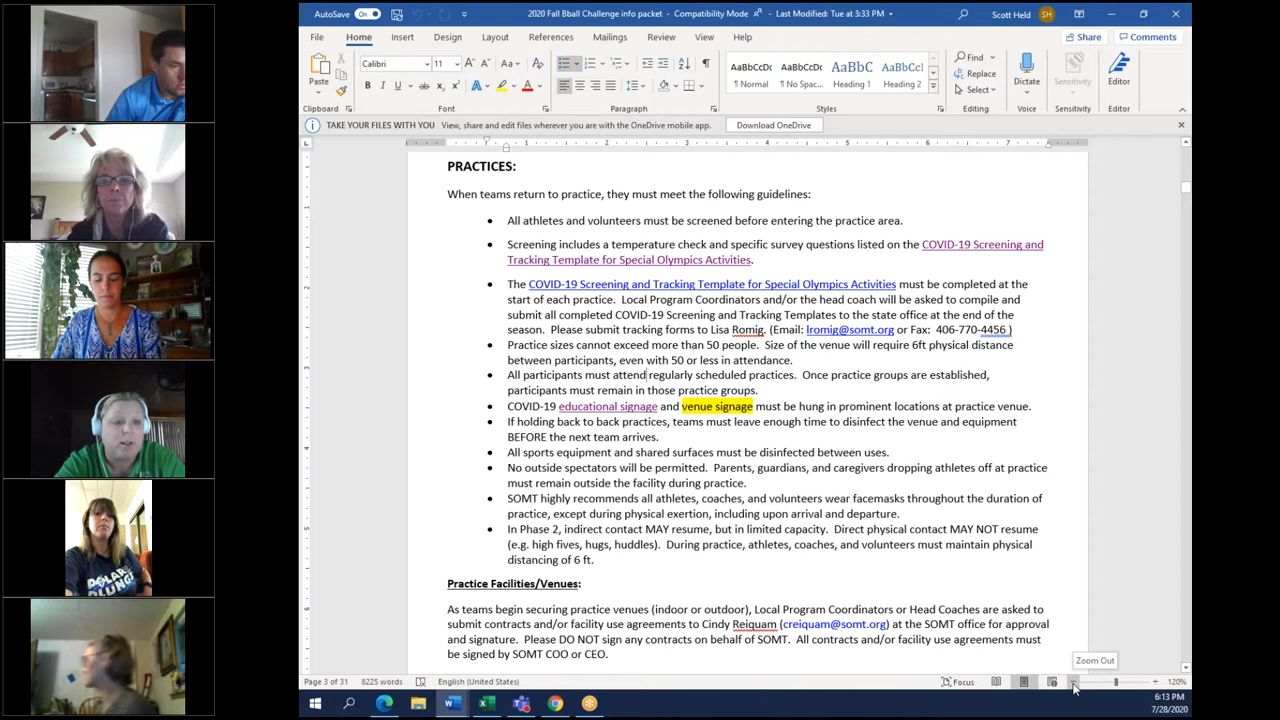 AutoSave On 2020 Fall Bball Challenge info packet - Compatibility Mode - Last Modified: Tue at 3:33 PM Scott Held SH
File Home Insert Design Layout References Mailings Review View Help Share Comments
Paste Calibri 11 A A Aa A AaBbCcDc AaBbCcDc AaBbC AaBbCcl Find Dictate Sensitivity Editor
B I U ab x x A A ¶ Normal No Spac... Heading 1 Heading 2 Replace
Select
Clipboard Font Paragraph Styles Editing Voice Sensitivity Editor
TAKE YOUR FILES WITH YOU View, share and edit files wherever you are with the OneDrive mobile app. Download OneDrive
1 2 3 4 5 6 7
PRACTICES:
When teams return to practice, they must meet the following guidelines:
• All athletes and volunteers must be screened before entering the practice area.
• Screening includes a temperature check and specific survey questions listed on the COVID-19 Screening and
Tracking Template for Special Olympics Activities.
• The COVID-19 Screening and Tracking Template for Special Olympics Activities must be completed at the
start of each practice. Local Program Coordinators and/or the head coach will be asked to compile and
submit all completed COVID-19 Screening and Tracking Templates to the state office at the end of the
season. Please submit tracking forms to Lisa Romig. (Email: lromig@somt.org or Fax: 406-770-4456 )
• Practice sizes cannot exceed more than 50 people. Size of the venue will require 6ft physical distance
between participants, even with 50 or less in attendance.
• All participants must attend regularly scheduled practices. Once practice groups are established,
participants must remain in those practice groups.
• COVID-19 educational signage and venue signage must be hung in prominent locations at practice venue.
• If holding back to back practices, teams must leave enough time to disinfect the venue and equipment
BEFORE the next team arrives.
• All sports equipment and shared surfaces must be disinfected between uses.
• No outside spectators will be permitted. Parents, guardians, and caregivers dropping athletes off at practice
must remain outside the facility during practice.
• SOMT highly recommends all athletes, coaches, and volunteers wear facemasks throughout the duration of
practice, except during physical exertion, including upon arrival and departure.
• In Phase 2, indirect contact MAY resume, but in limited capacity. Direct physical contact MAY NOT resume
(e.g. high fives, hugs, huddles). During practice, athletes, coaches, and volunteers must maintain physical
distancing of 6 ft.
Practice Facilities/Venues:
As teams begin securing practice venues (indoor or outdoor), Local Program Coordinators or Head Coaches are asked to
submit contracts and/or facility use agreements to Cindy Reiquam (creiquam@somt.org) at the SOMT office for approval
and signature. Please DO NOT sign any contracts on behalf of SOMT. All contracts and/or facility use agreements must
be signed by SOMT COO or CEO.
Zoom Out
Page 3 of 31 8225 words English (United States) Focus 120%
6:13 PM
7/28/2020
POLAR
PLUNGE